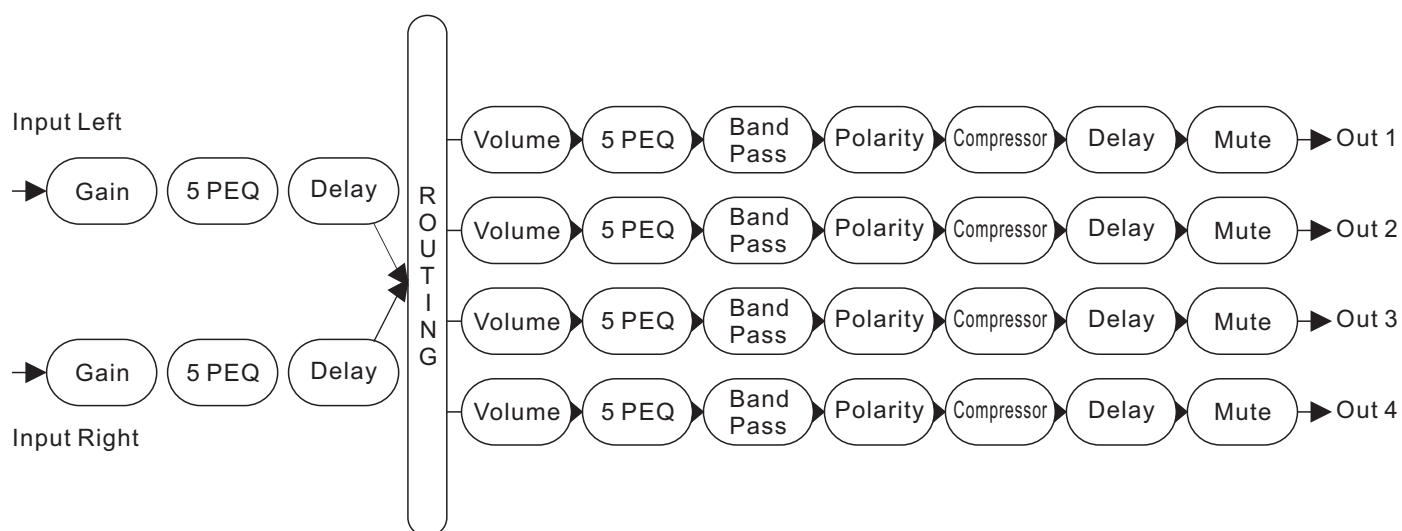 Input Left
Gain 5 PEQ Delay
Input Right
Gain 5 PEQ Delay
ROUTING
Volume 5 PEQ Band Pass Polarity Compressor Delay Mute Out 1
Volume 5 PEQ Band Pass Polarity Compressor Delay Mute Out 2
Volume 5 PEQ Band Pass Polarity Compressor Delay Mute Out 3
Volume 5 PEQ Band Pass Polarity Compressor Delay Mute Out 4